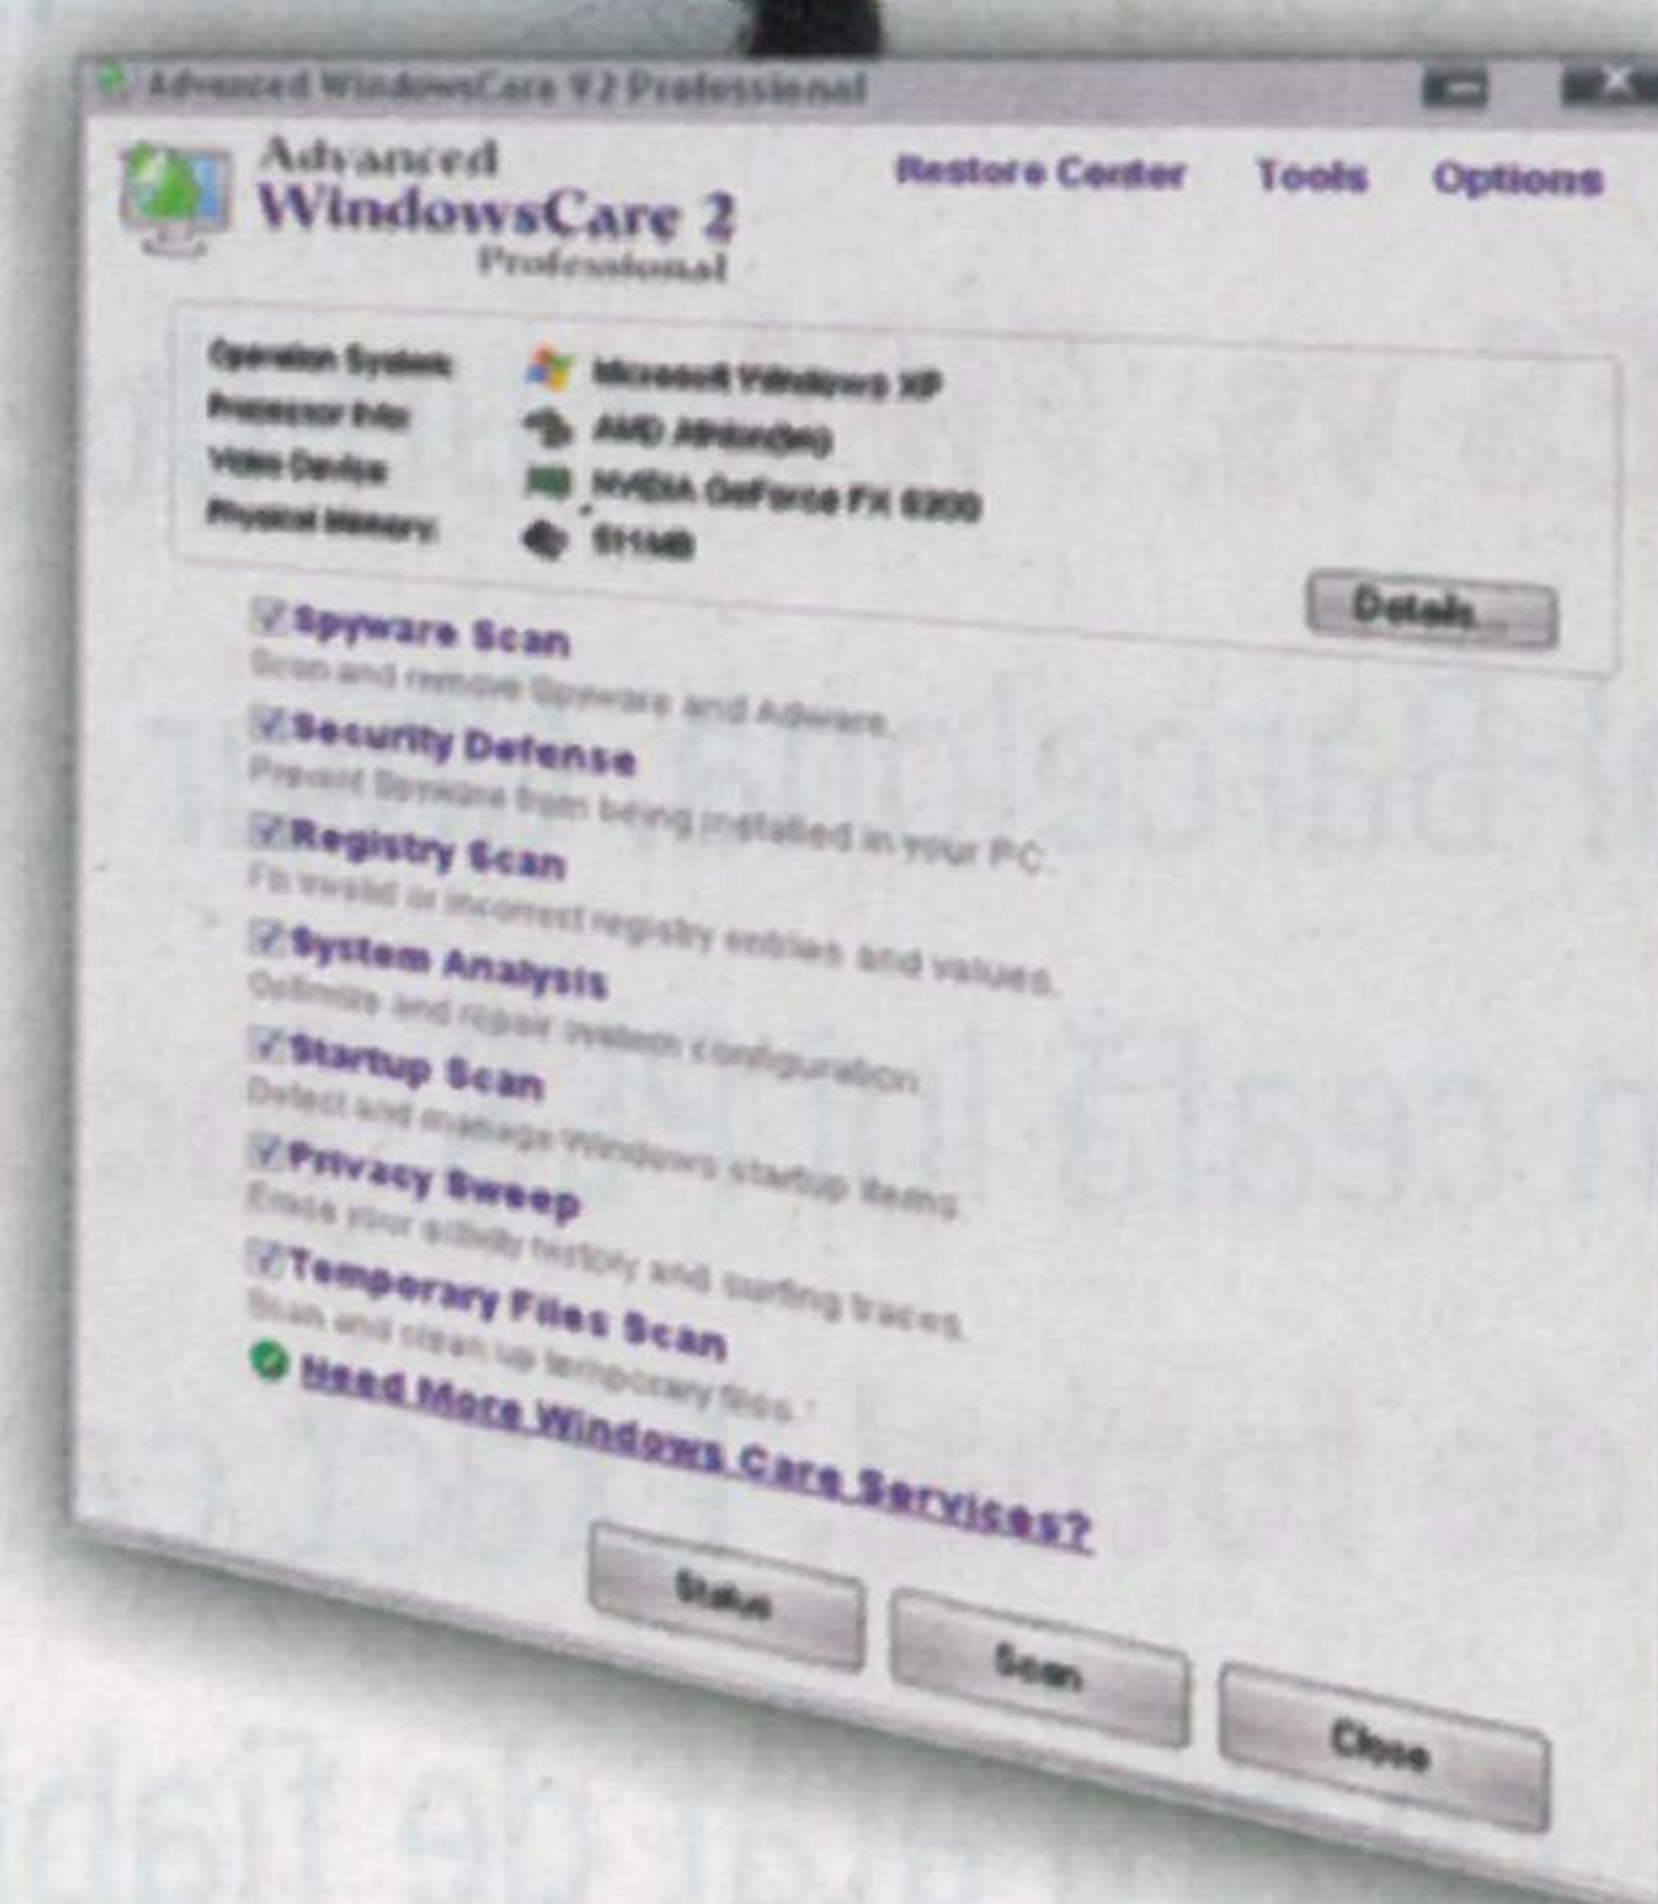 Advanced WindowsCare V2 Professional
Advanced
WindowsCare 2
Professional
Restore Center Tools Options
Operation System: Microsoft Windows XP
Processor Info: AMD Athlon(tm)
Video Device NVIDIA GeForce FX
Physical Memory: 511MB
Details...
Spyware Scan
Scan and remove Spyware and Adware.
Security Defense
Prevent Spyware from being installed in your PC.
Registry Scan
Fix invalid or incorrect registry entries and values.
System Analysis
Optimize and repair system configuration.
Startup Scan
Detect and manage Windows startup items.
Privacy Sweep
Erase your activity history and surfing traces.
Temporary Files Scan
Scan and clean up temporary files.
Need More Windows Care Services?
Status Scan Close